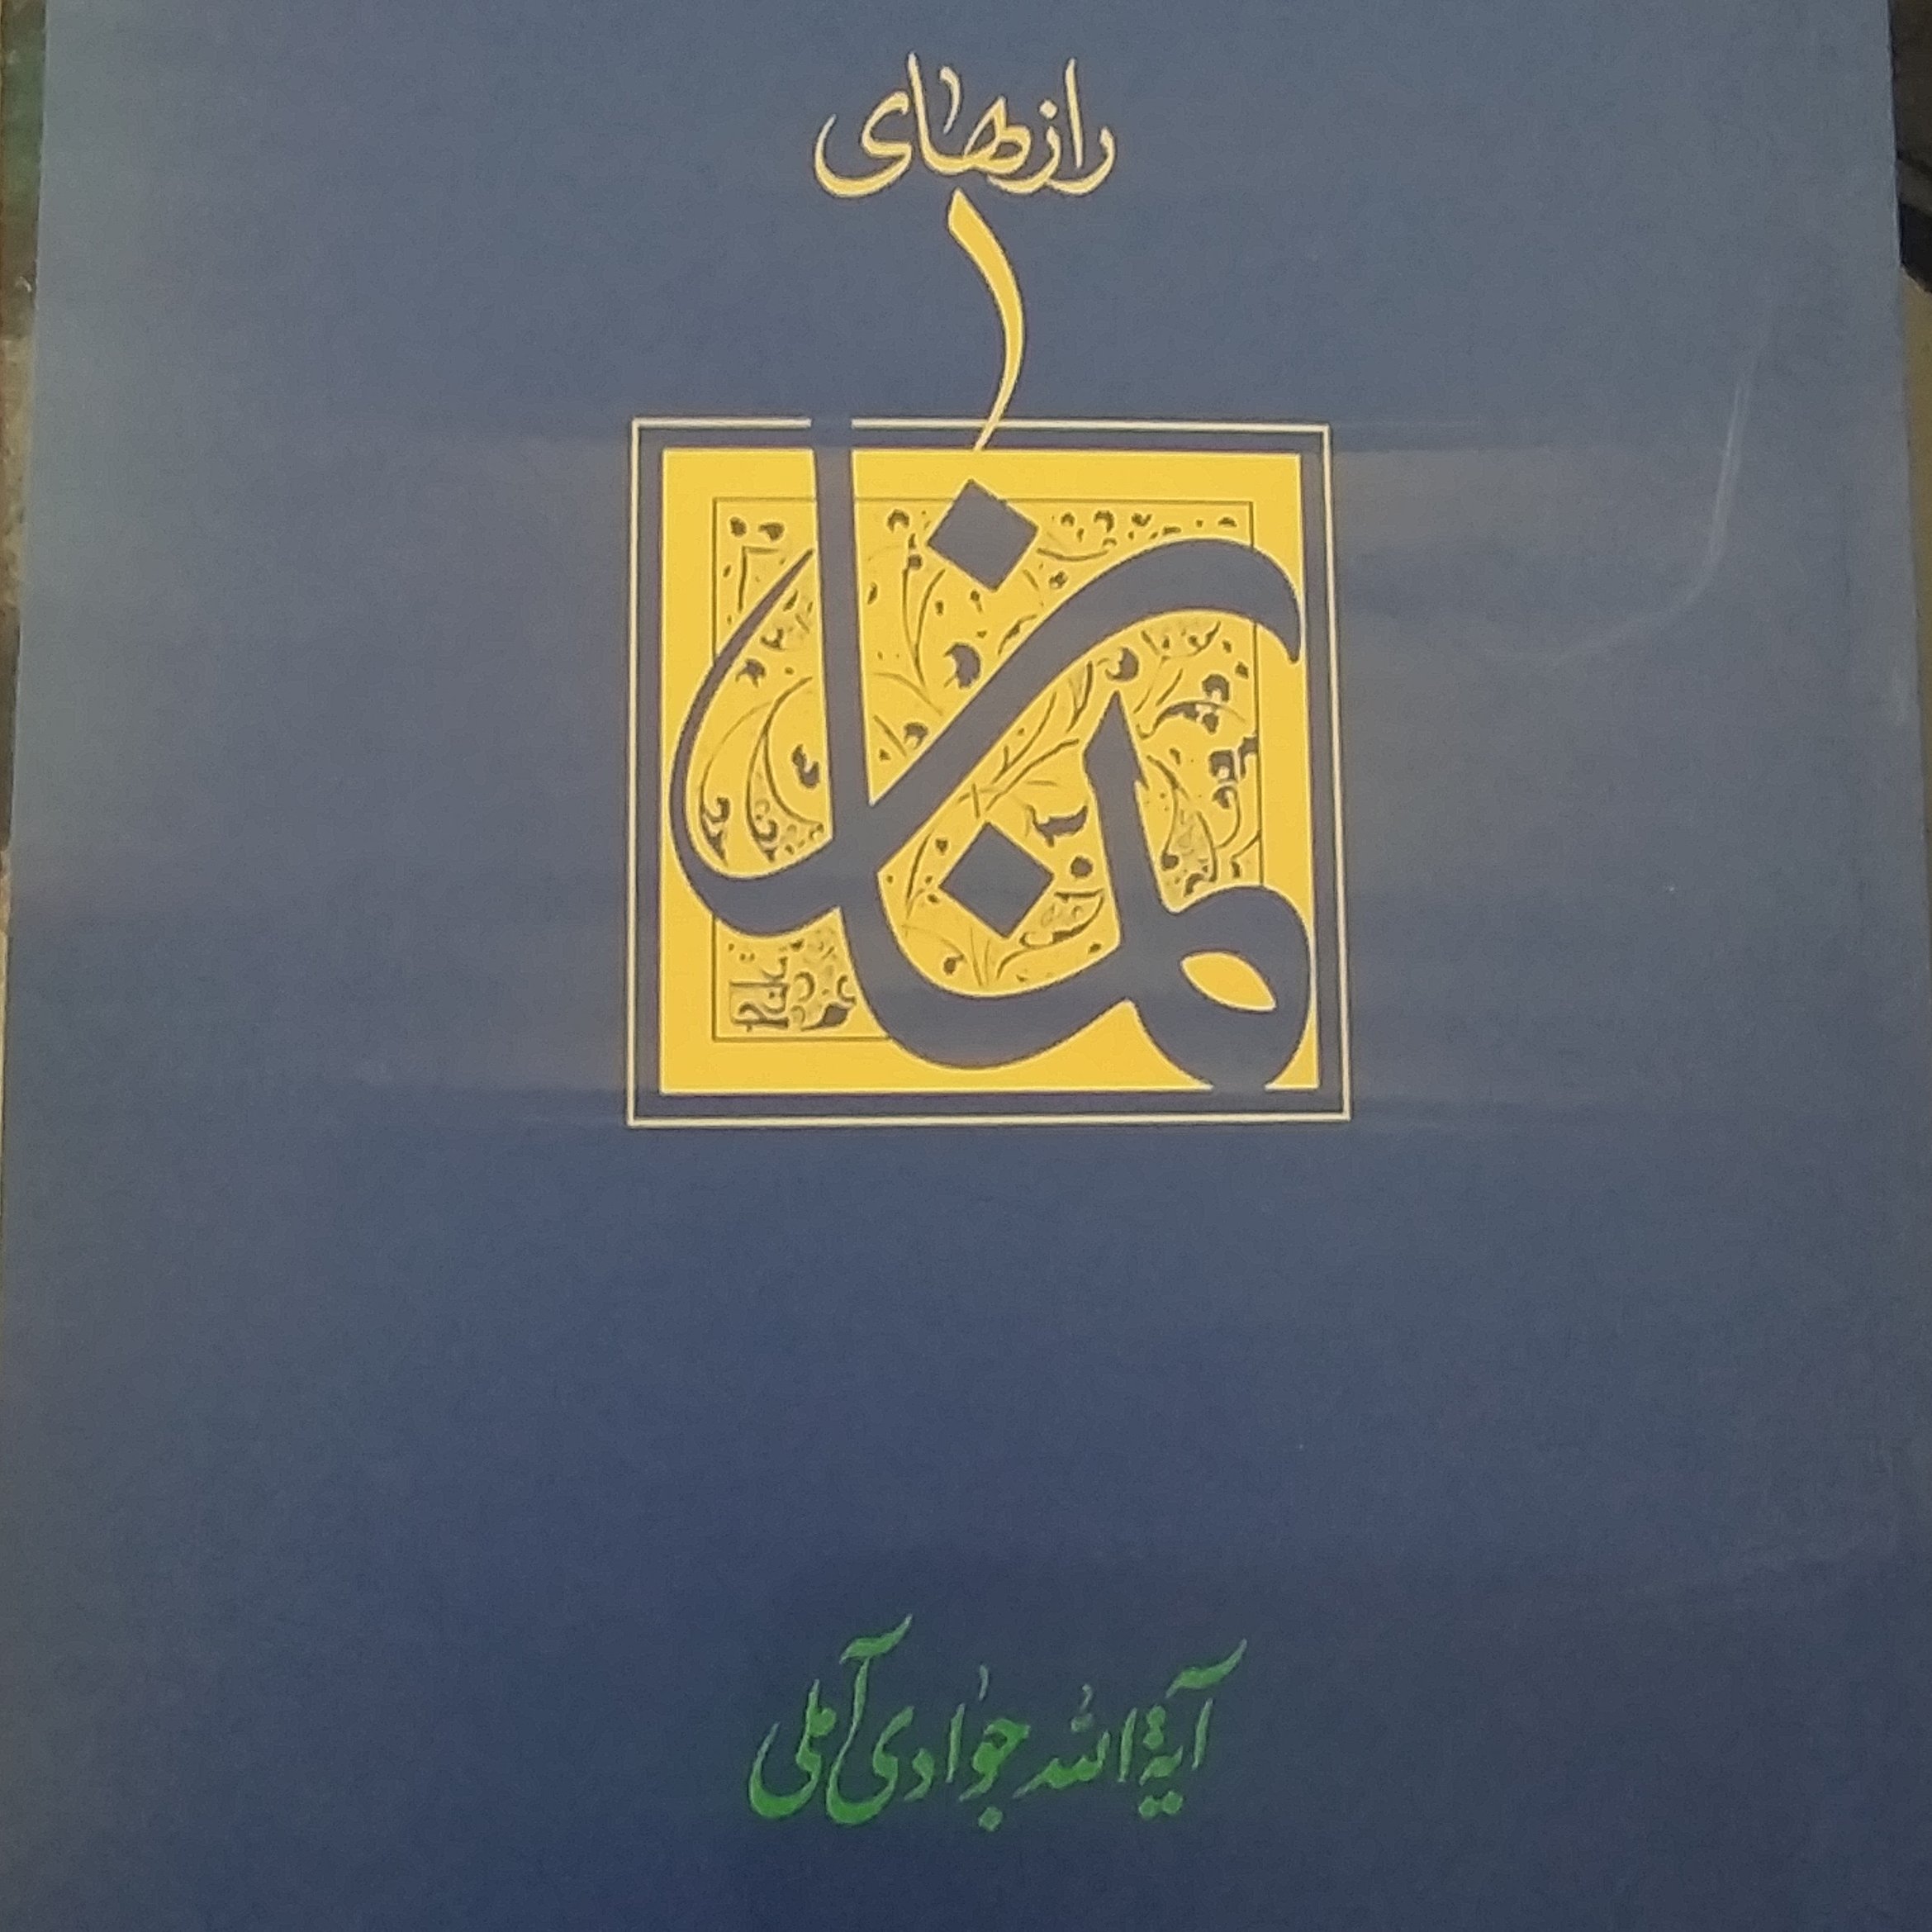 رازهای
نماز
آیة الله جوادی آملی